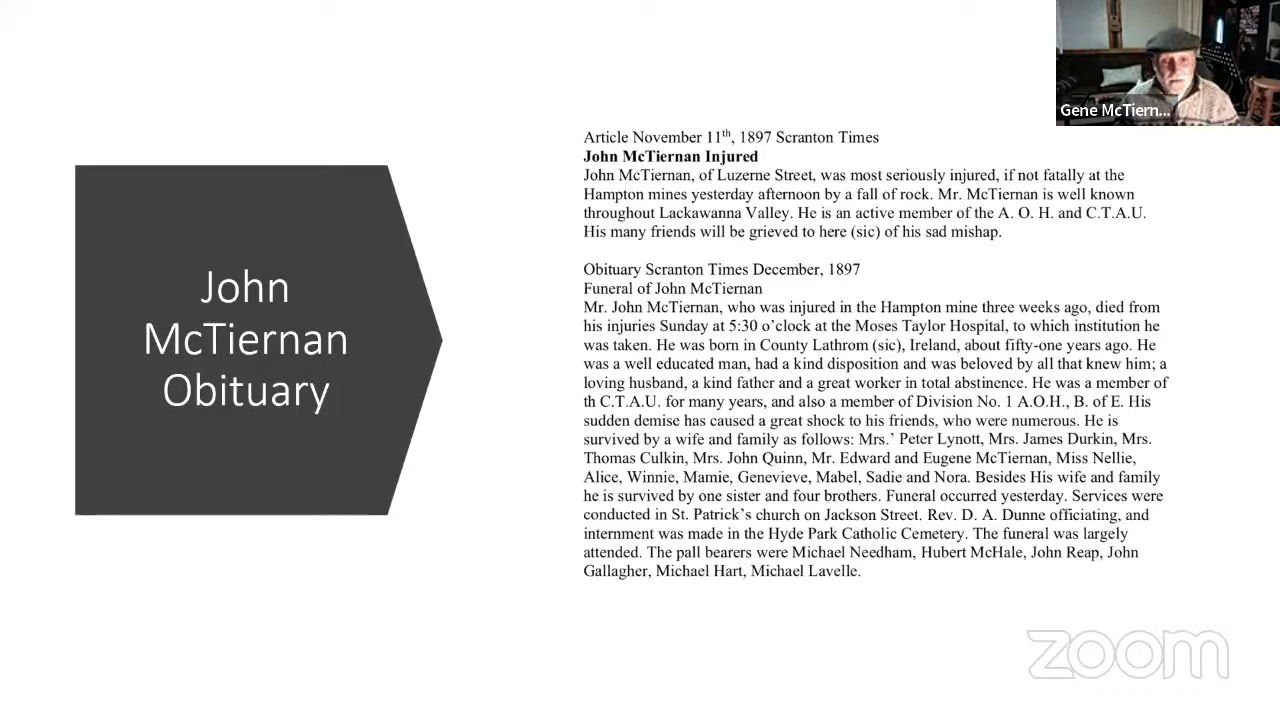 Gene McTiern...
Article November 11th, 1897 Scranton Times
John McTiernan Injured
John McTiernan, of Luzerne Street, was most seriously injured, if not fatally at the
Hampton mines yesterday afternoon by a fall of rock. Mr. McTiernan is well known
throughout Lackawanna Valley. He is an active member of the A. O. H. and C.T.A.U.
His many friends will be grieved to here (sic) of his sad mishap.
Obituary Scranton Times December, 1897
Funeral of John McTiernan
Mr. John McTiernan, who was injured in the Hampton mine three weeks ago, died from
his injuries Sunday at 5:30 o’clock at the Moses Taylor Hospital, to which institution he
was taken. He was born in County Lathrom (sic), Ireland, about fifty-one years ago. He
was a well educated man, had a kind disposition and was beloved by all that knew him; a
loving husband, a kind father and a great worker in total abstinence. He was a member of
th C.T.A.U. for many years, and also a member of Division No. 1 A.O.H., B. of E. His
sudden demise has caused a great shock to his friends, who were numerous. He is
survived by a wife and family as follows: Mrs.’ Peter Lynott, Mrs. James Durkin, Mrs.
Thomas Culkin, Mrs. John Quinn, Mr. Edward and Eugene McTiernan, Miss Nellie,
Alice, Winnie, Mamie, Genevieve, Mabel, Sadie and Nora. Besides His wife and family
he is survived by one sister and four brothers. Funeral occurred yesterday. Services were
conducted in St. Patrick’s church on Jackson Street. Rev. D. A. Dunne officiating, and
internment was made in the Hyde Park Catholic Cemetery. The funeral was largely
attended. The pall bearers were Michael Needham, Hubert McHale, John Reap, John
Gallagher, Michael Hart, Michael Lavelle.
John
McTiernan
Obituary
zoom